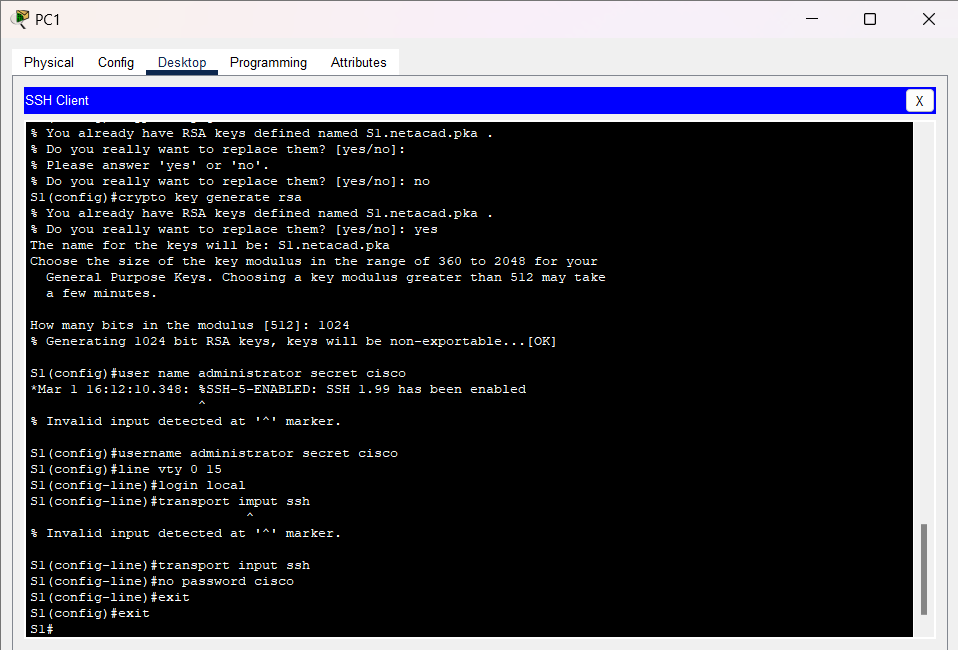 PC1
Physical Config Desktop Programming Attributes
SSH Client
X
% You already have RSA keys defined named S1.netacad.pka .
% Do you really want to replace them? [yes/no]:
% Please answer 'yes' or 'no'.
% Do you really want to replace them? [yes/no]: no
S1(config)#crypto key generate rsa
% You already have RSA keys defined named S1.netacad.pka .
% Do you really want to replace them? [yes/no]: yes
The name for the keys will be: S1.netacad.pka
Choose the size of the key modulus in the range of 360 to 2048 for your
General Purpose Keys. Choosing a key modulus greater than 512 may take
a few minutes.
How many bits in the modulus [512]: 1024
% Generating 1024 bit RSA keys, keys will be non-exportable...[OK]
S1(config)#user name administrator secret cisco
*Mar 1 16:12:10.348: %SSH-5-ENABLED: SSH 1.99 has been enabled
^
% Invalid input detected at '^' marker.
S1(config)#username administrator secret cisco
S1(config)#line vty 0 15
S1(config-line)#login local
S1(config-line)#transport imput ssh
^
% Invalid input detected at '^' marker.
S1(config-line)#transport input ssh
S1(config-line)#no password cisco
S1(config-line)#exit
S1(config)#exit
S1#